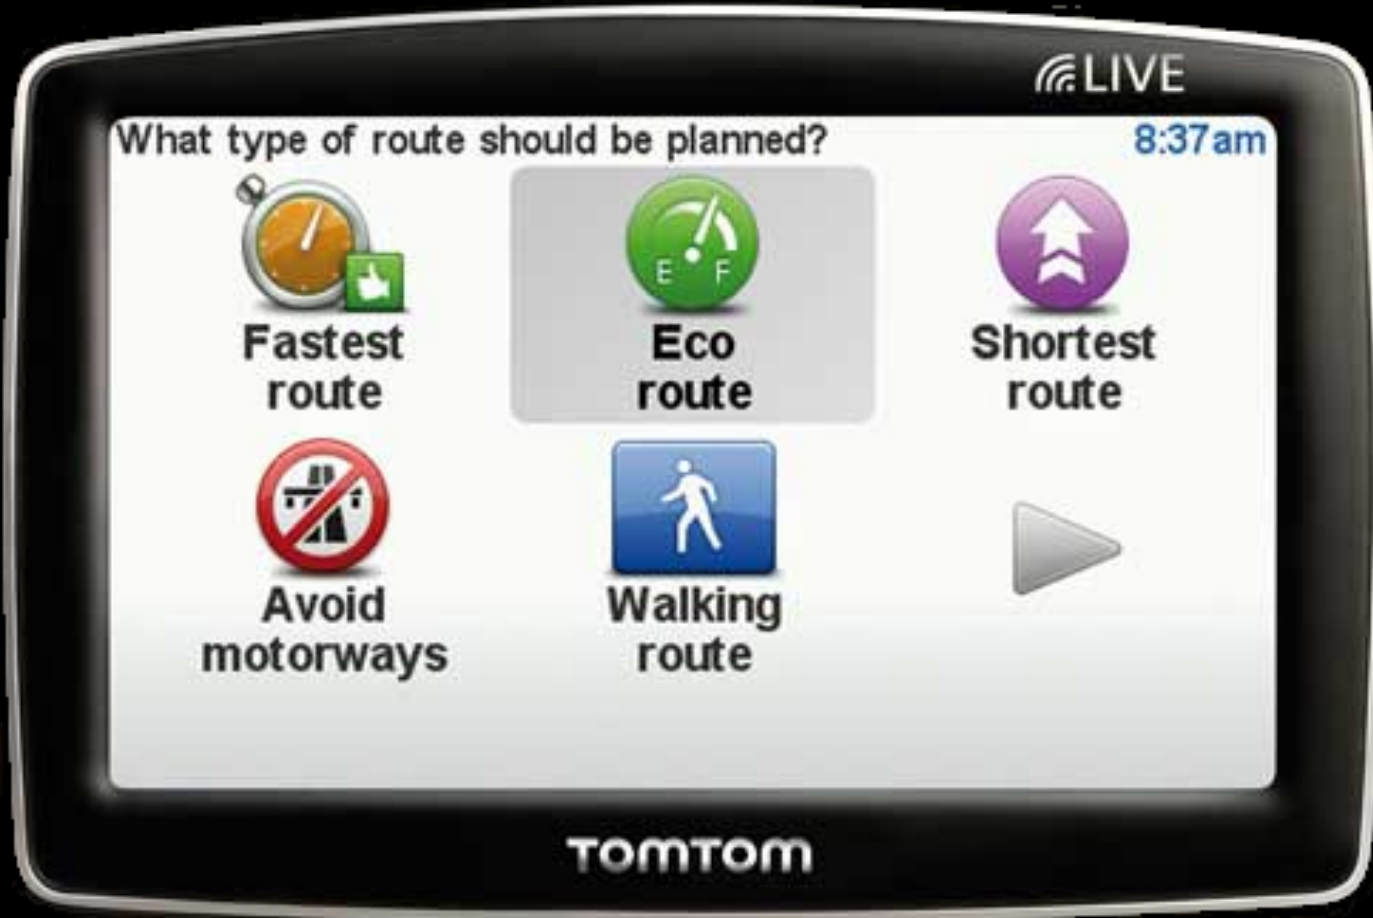 LIVE
What type of route should be planned?
8:37am
Fastest
route
E F
Eco
route
Shortest
route
Avoid
motorways
Walking
route
TOMTOM